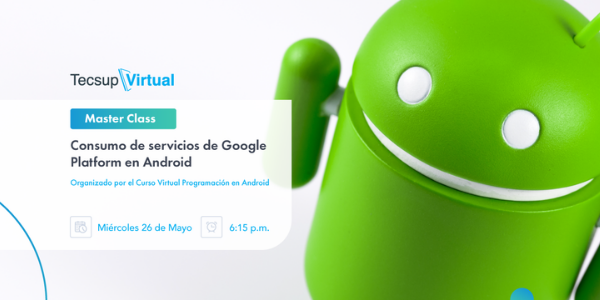 Tecsup Virtual
Master Class
Consumo de servicios de Google
Platform en Android
Organizado por el Curso Virtual Programación en Android
Miércoles 26 de Mayo
6:15 p.m.